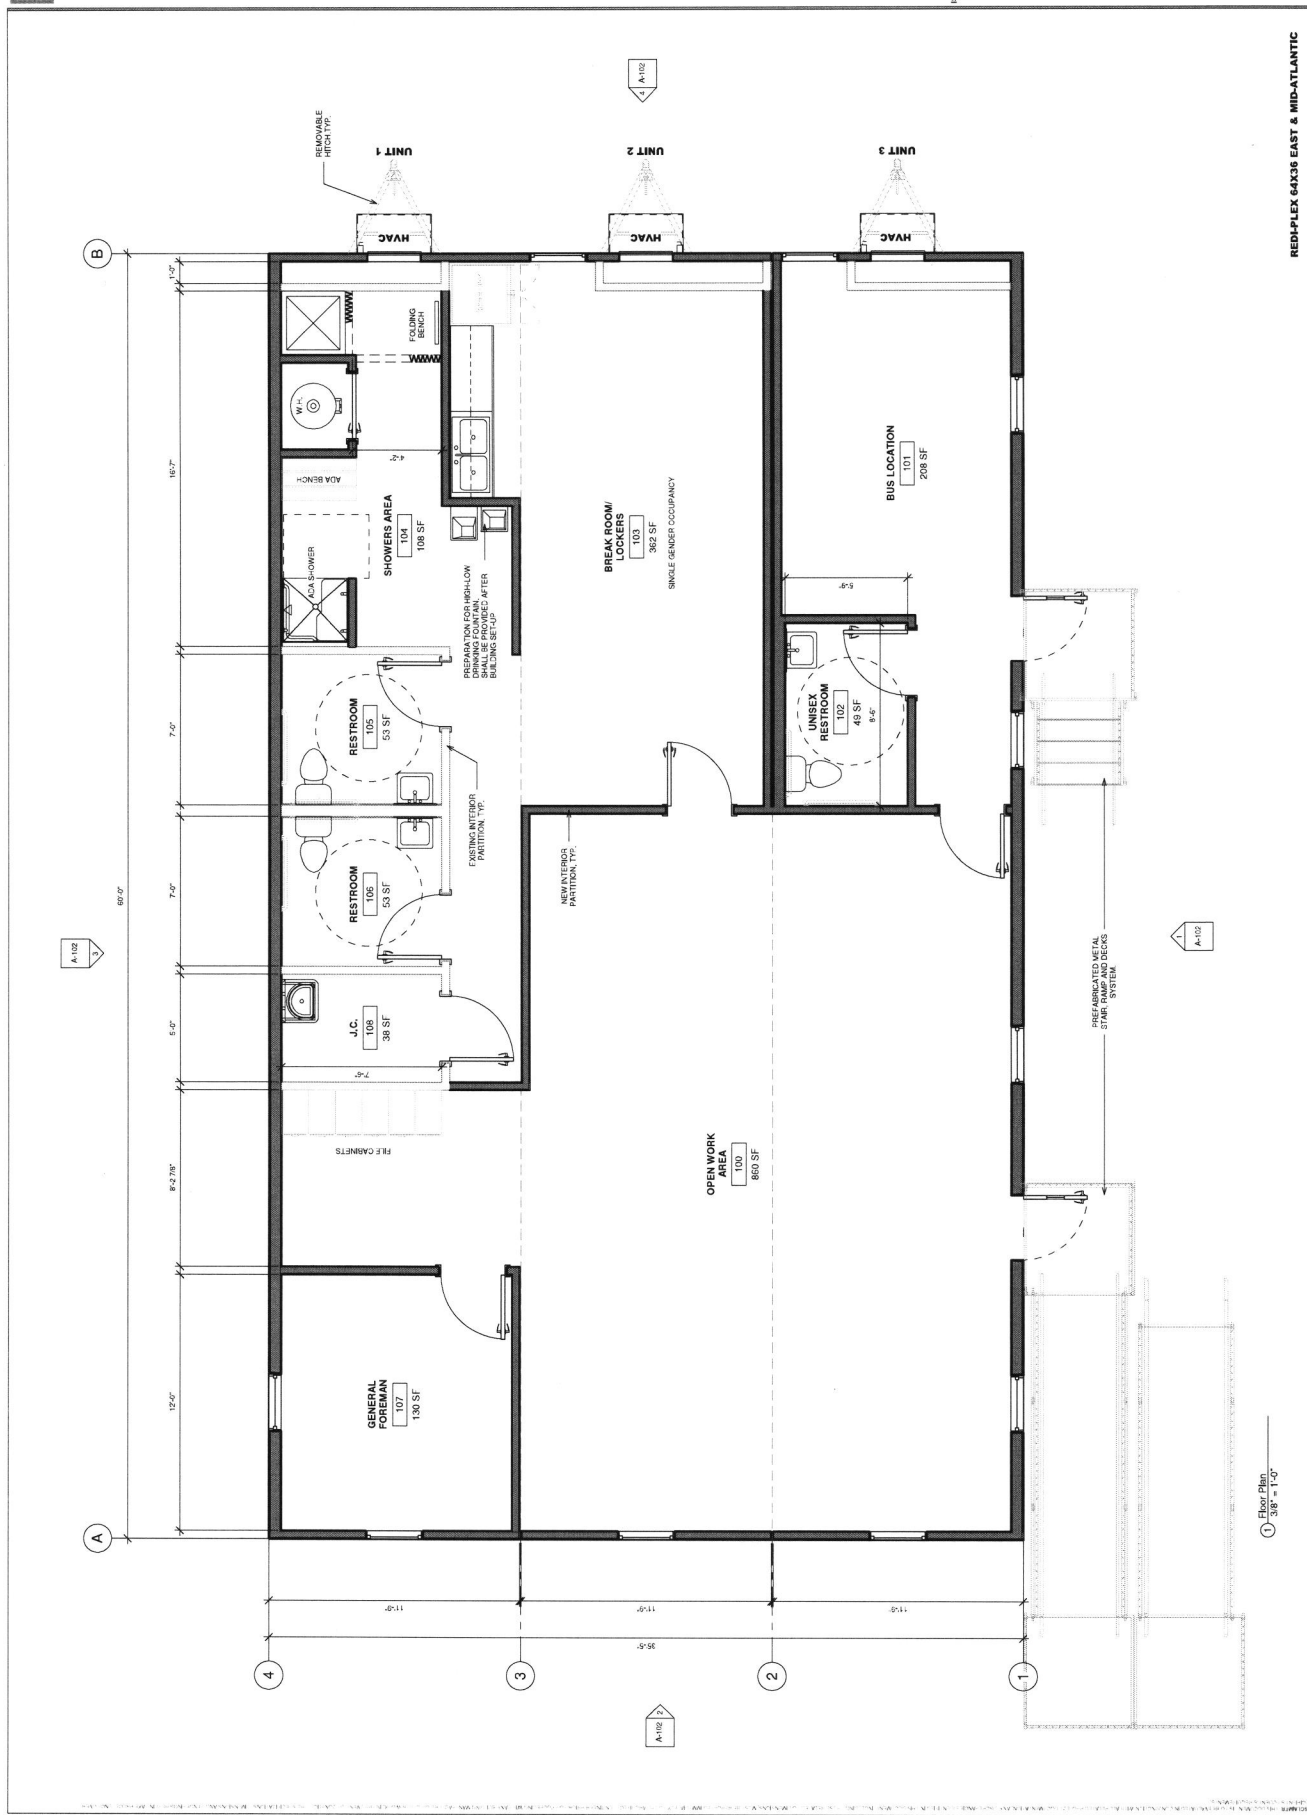 REDI-PLEX 64X36 EAST & MID-ATLANTIC
A-102
4
REMOVABLE
HITCH, TYP.
UNIT 1
UNIT 2
UNIT 3
HVAC
HVAC
HVAC
B
1'-0"
16'-7"
7'-0"
7'-0"
5'-0"
8'-2 7/8"
12'-0"
60'-0"
A-102
3
FOLDING
BENCH
W.H.
4'-2"
ADA BENCH
SHOWERS AREA
104
108 SF
ADA SHOWER
PREPARATION FOR HIGH-LOW
DRINKING FOUNTAIN.
SHALL BE PROVIDED AFTER
BUILDING SET-UP
BREAK ROOM/
LOCKERS
103
362 SF
SINGLE GENDER OCCUPANCY
BUS LOCATION
101
208 SF
5'-9"
UNISEX
RESTROOM
102
49 SF
8'-6"
RESTROOM
105
53 SF
RESTROOM
106
53 SF
EXISTING INTERIOR
PARTITION, TYP.
NEW INTERIOR
PARTITION, TYP.
J.C.
108
38 SF
7'-6"
FILE CABINETS
OPEN WORK
AREA
100
860 SF
PREFABRICATED METAL
STAIR, RAMP AND DECKS
SYSTEM.
A-102
1
GENERAL
FOREMAN
107
130 SF
A
11'-9"
11'-9"
11'-9"
35'-5"
4
3
2
1
A-102
2
1
Floor Plan
3/8" = 1'-0"